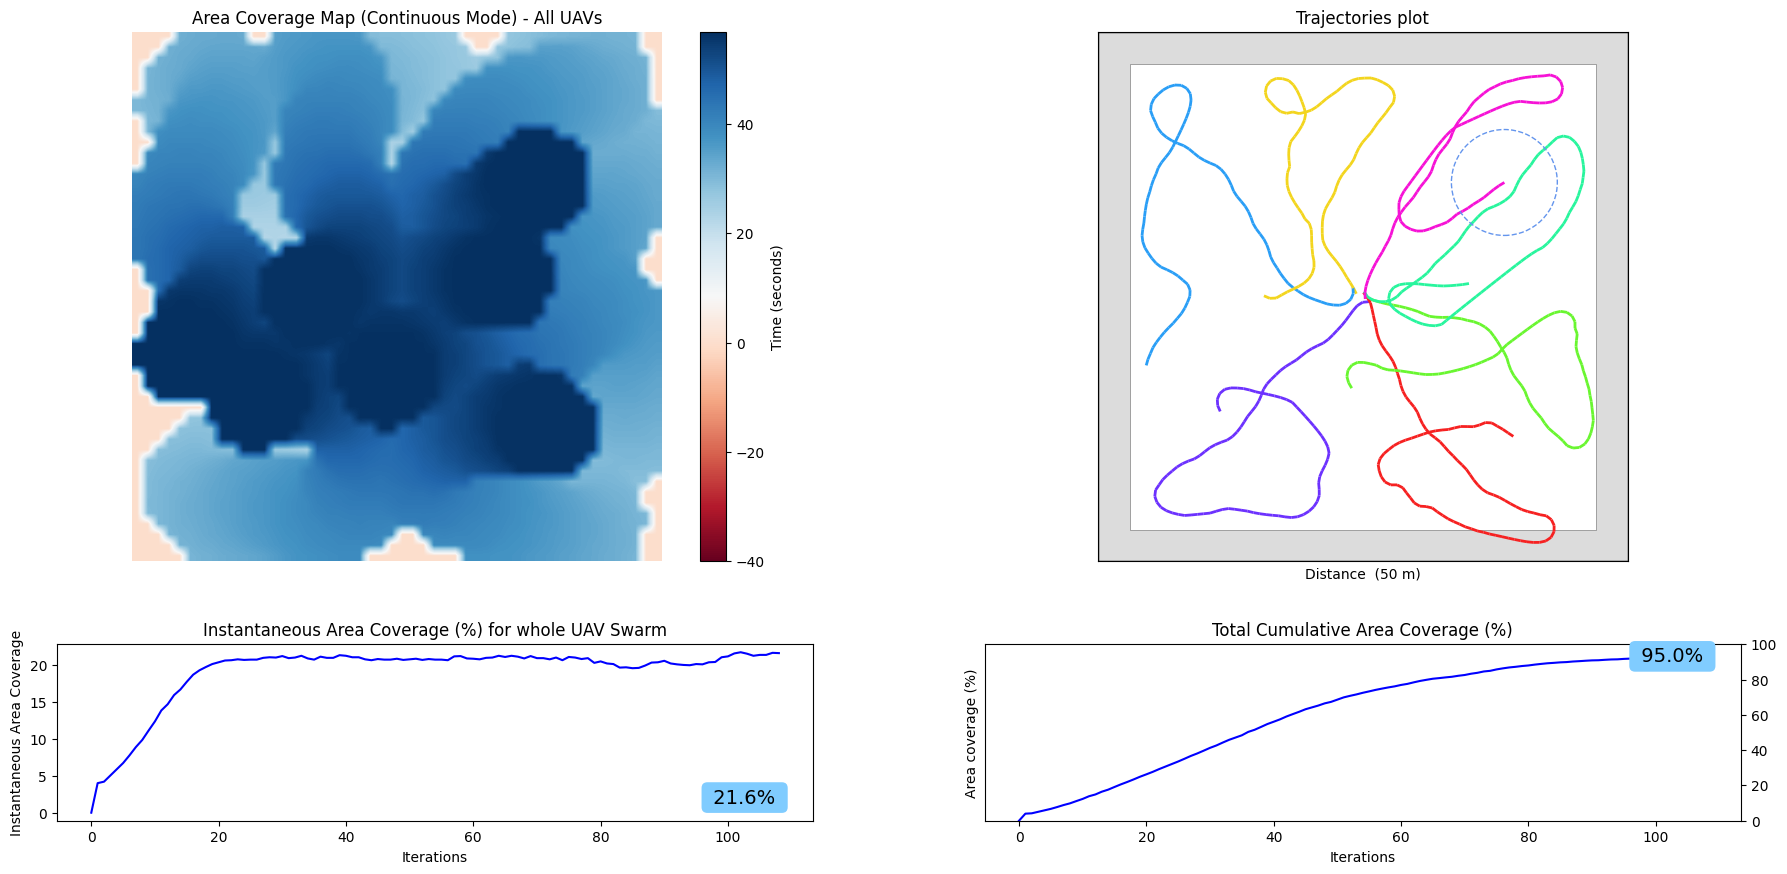 Area Coverage Map (Continuous Mode) - All UAVs
40
20
0
−20
−40
Time (seconds)
Trajectories plot
Distance  (50 m)
Instantaneous Area Coverage (%) for whole UAV Swarm
Instantaneous Area Coverage
20
15
10
5
0
21.6%
0 20 40 60 80 100
Iterations
Total Cumulative Area Coverage (%)
Area coverage (%)
95.0%
100
80
60
40
20
0
0 20 40 60 80 100
Iterations